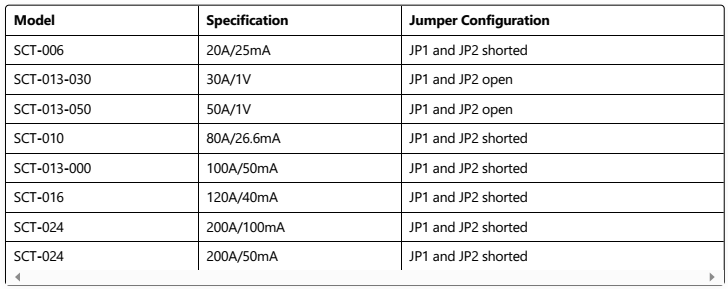 Model Specification Jumper Configuration
SCT-006 20A/25mA JP1 and JP2 shorted
SCT-013-030 30A/1V JP1 and JP2 open
SCT-013-050 50A/1V JP1 and JP2 open
SCT-010 80A/26.6mA JP1 and JP2 shorted
SCT-013-000 100A/50mA JP1 and JP2 shorted
SCT-016 120A/40mA JP1 and JP2 shorted
SCT-024 200A/100mA JP1 and JP2 shorted
SCT-024 200A/50mA JP1 and JP2 shorted